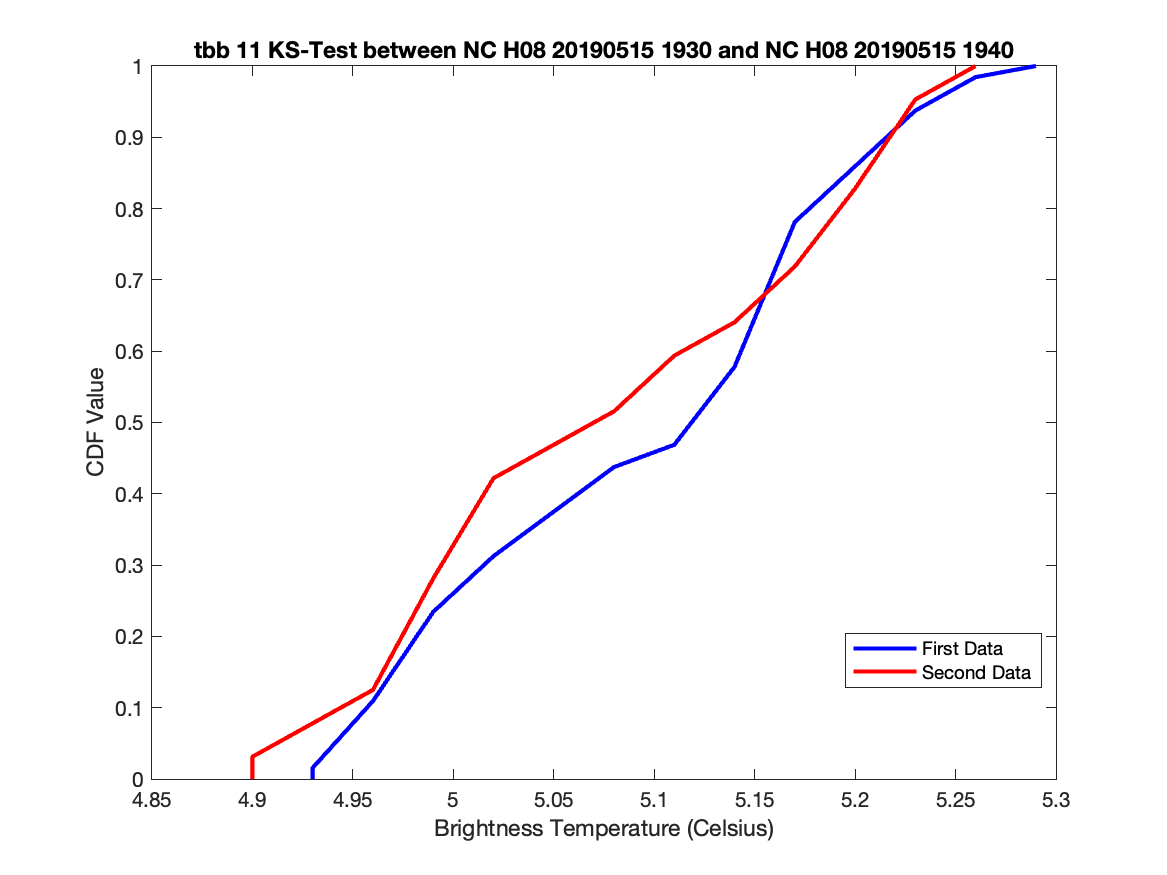 tbb 11 KS-Test between NC H08 20190515 1930 and NC H08 20190515 1940
1
0.9
0.8
0.7
0.6
0.5
0.4
0.3
0.2
0.1
0
CDF Value
First Data
Second Data
4.85 4.9 4.95 5 5.05 5.1 5.15 5.2 5.25 5.3
Brightness Temperature (Celsius)